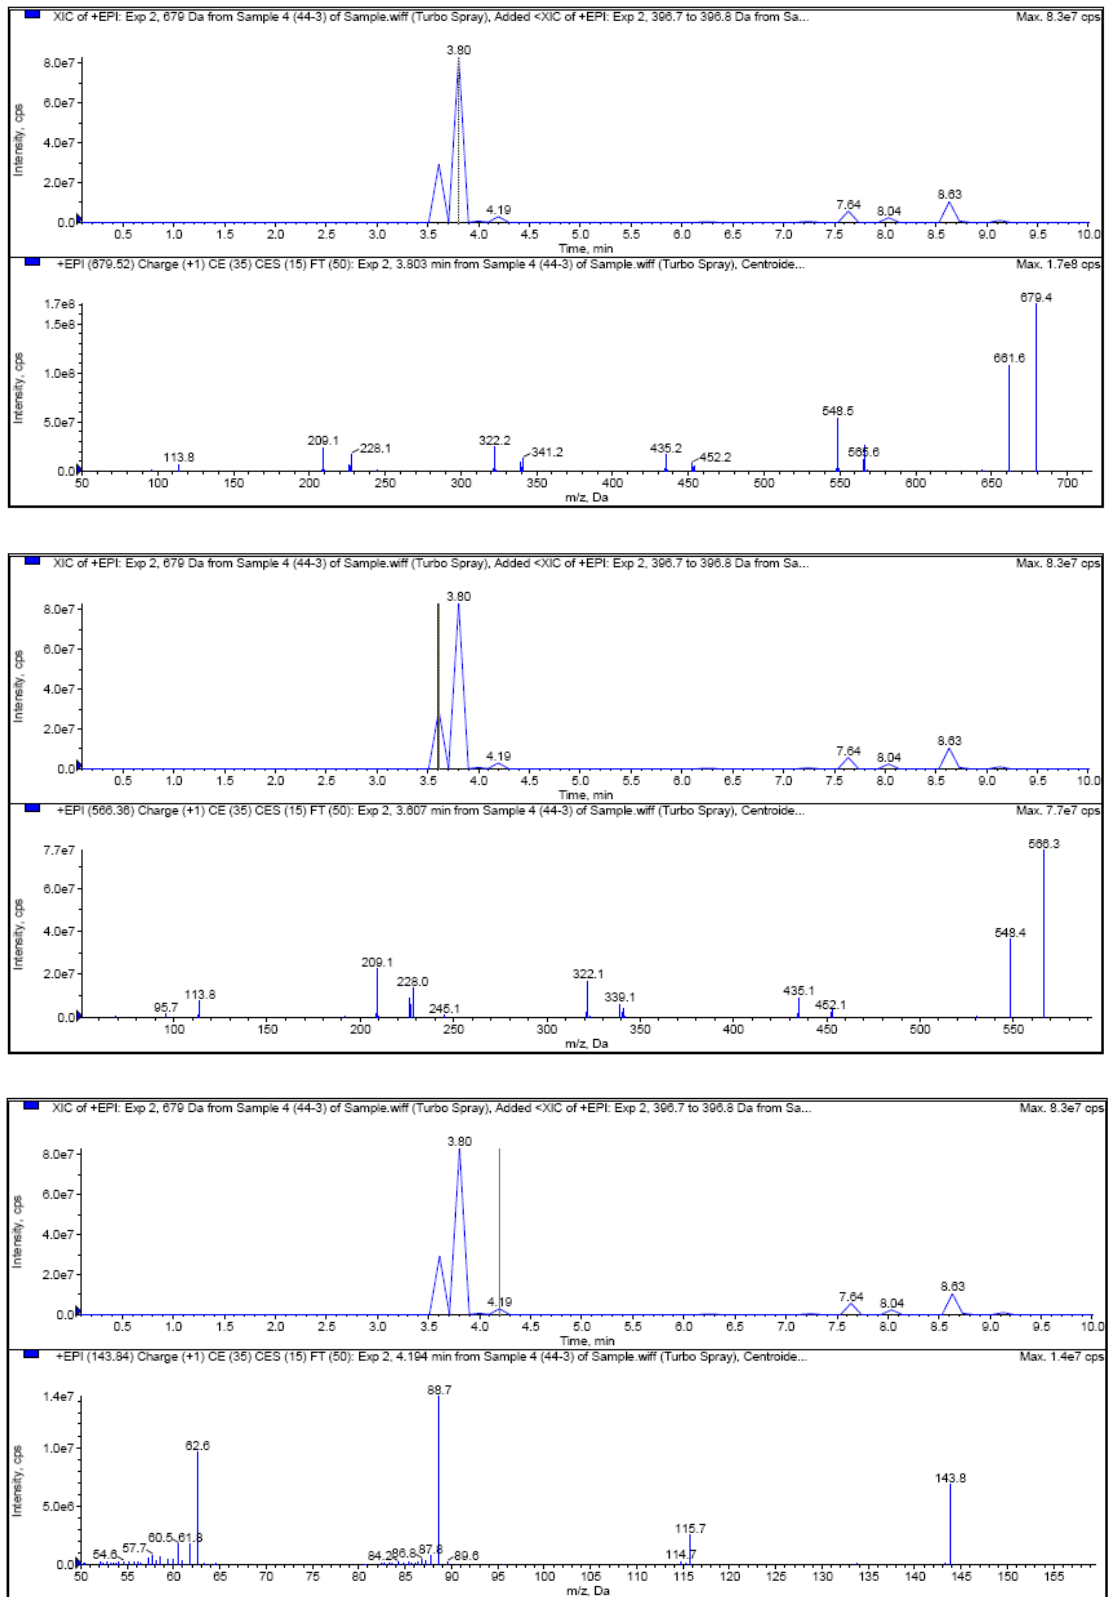 XIC of +EPI: Exp 2, 679 Da from Sample 4 (44-3) of Sample.wiff (Turbo Spray), Added <XIC of +EPI: Exp 2, 396.7 to 396.8 Da from Sa... Max. 8.3e7 cps
3.80
8.0e7
6.0e7
4.0e7
2.0e7
0.0
Intensity, cps
4.19 7.64 8.04 8.63
0.5 1.0 1.5 2.0 2.5 3.0 3.5 4.0 4.5 5.0 5.5 6.0 6.5 7.0 7.5 8.0 8.5 9.0 9.5 10.0
Time, min
+EPI (679.52) Charge (+1) CE (35) CES (15) FT (50): Exp 2, 3.803 min from Sample 4 (44-3) of Sample.wiff (Turbo Spray), Centroide... Max. 1.7e8 cps
1.7e8
1.5e8
1.0e8
5.0e7
0.0
Intensity, cps
113.8 209.1 228.1 322.2 341.2 435.2 452.2 548.5 565.6 661.6 679.4
50 100 150 200 250 300 350 400 450 500 550 600 650 700
m/z, Da
XIC of +EPI: Exp 2, 679 Da from Sample 4 (44-3) of Sample.wiff (Turbo Spray), Added <XIC of +EPI: Exp 2, 396.7 to 396.8 Da from Sa... Max. 8.3e7 cps
3.80
8.0e7
6.0e7
4.0e7
2.0e7
0.0
Intensity, cps
4.19 7.64 8.04 8.63
0.5 1.0 1.5 2.0 2.5 3.0 3.5 4.0 4.5 5.0 5.5 6.0 6.5 7.0 7.5 8.0 8.5 9.0 9.5 10.0
Time, min
+EPI (566.36) Charge (+1) CE (35) CES (15) FT (50): Exp 2, 3.607 min from Sample 4 (44-3) of Sample.wiff (Turbo Spray), Centroide... Max. 7.7e7 cps
7.7e7
6.0e7
4.0e7
2.0e7
0.0
Intensity, cps
95.7 113.8 209.1 228.0 245.1 322.1 339.1 435.1 452.1 548.4 566.3
100 150 200 250 300 350 400 450 500 550
m/z, Da
XIC of +EPI: Exp 2, 679 Da from Sample 4 (44-3) of Sample.wiff (Turbo Spray), Added <XIC of +EPI: Exp 2, 396.7 to 396.8 Da from Sa... Max. 8.3e7 cps
3.80
8.0e7
6.0e7
4.0e7
2.0e7
0.0
Intensity, cps
4.19 7.64 8.04 8.63
0.5 1.0 1.5 2.0 2.5 3.0 3.5 4.0 4.5 5.0 5.5 6.0 6.5 7.0 7.5 8.0 8.5 9.0 9.5 10.0
Time, min
+EPI (143.84) Charge (+1) CE (35) CES (15) FT (50): Exp 2, 4.194 min from Sample 4 (44-3) of Sample.wiff (Turbo Spray), Centroide... Max. 1.4e7 cps
1.4e7
1.0e7
5.0e6
0.0
Intensity, cps
54.6 57.7 60.5 61.8 62.6 84.2 86.8 87.8 88.7 89.6 114.7 115.7 143.8
50 55 60 65 70 75 80 85 90 95 100 105 110 115 120 125 130 135 140 145 150 155
m/z, Da